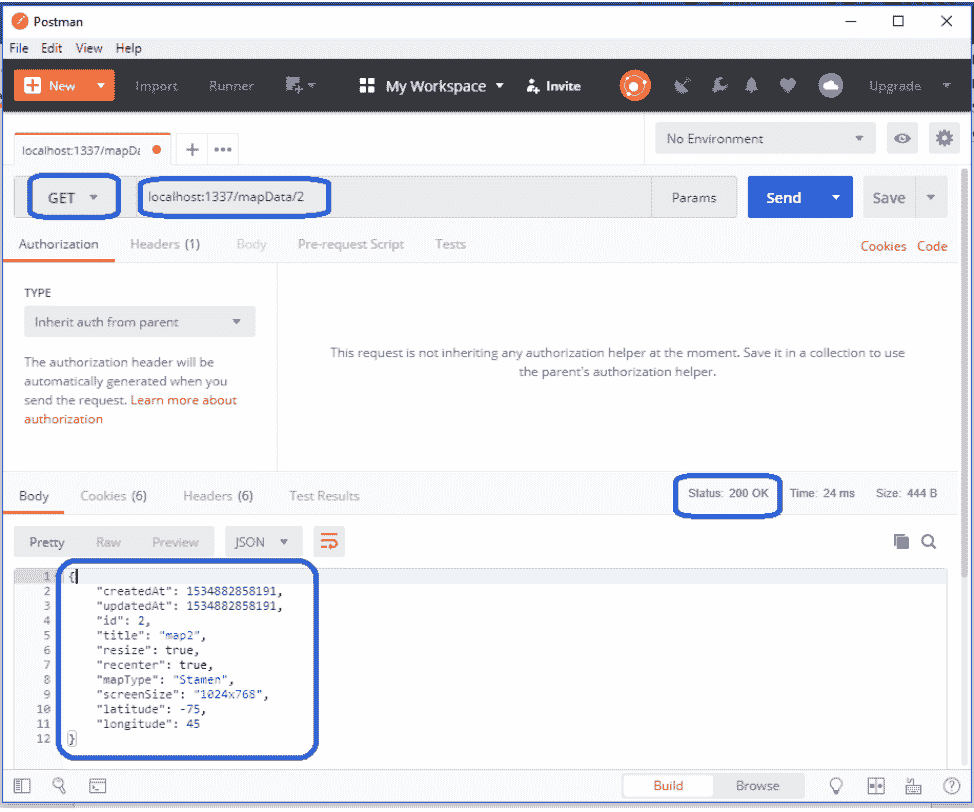 Postman
File Edit View Help
New Import Runner My Workspace Invite Upgrade
localhost:1337/mapDa No Environment
GET localhost:1337/mapData/2 Params Send Save
Authorization Headers (1) Body Pre-request Script Tests Cookies Code
TYPE
Inherit auth from parent
The authorization header will be
automatically generated when you
send the request. Learn more about
authorization
This request is not inheriting any authorization helper at the moment. Save it in a collection to use
the parent's authorization helper.
Body Cookies (6) Headers (6) Test Results Status: 200 OK Time: 24 ms Size: 444 B
Pretty Raw Preview JSON
1 {
2 "createdAt": 1534882858191,
3 "updatedAt": 1534882858191,
4 "id": 2,
5 "title": "map2",
6 "resize": true,
7 "recenter": true,
8 "mapType": "Stamen",
9 "screenSize": "1024x768",
10 "latitude": -75,
11 "longitude": 45
12 }
Build Browse